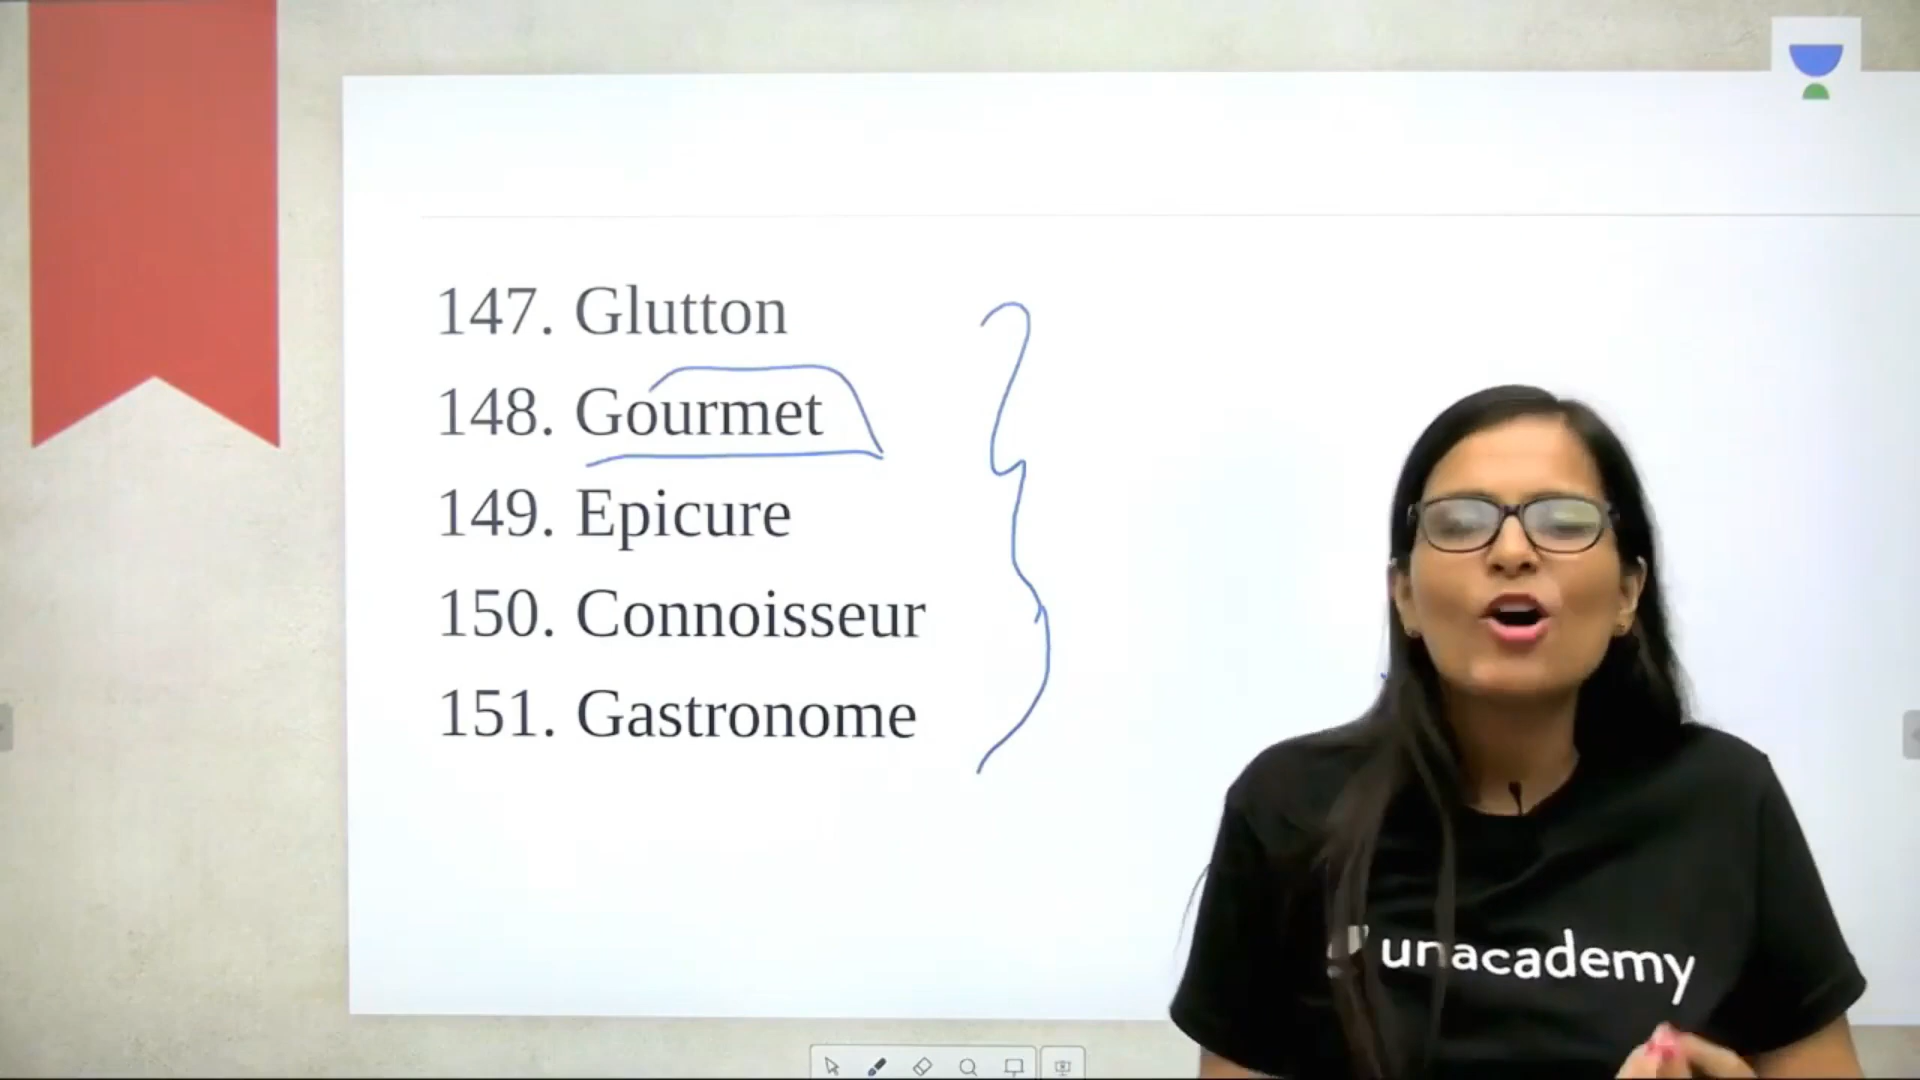 147. Glutton
148. Gourmet
149. Epicure
150. Connoisseur
151. Gastronome
unacademy